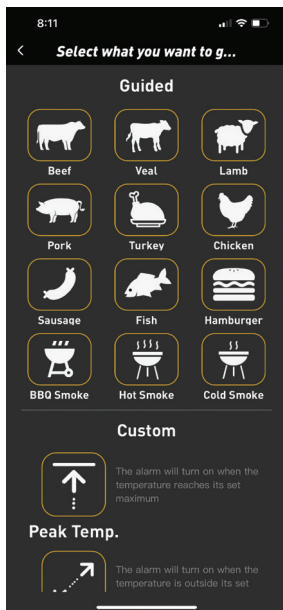 8:11
Select what you want to g...
Guided
Beef Veal Lamb
Pork Turkey Chicken
Sausage Fish Hamburger
BBQ Smoke Hot Smoke Cold Smoke
Custom
The alarm will turn on when the
temperature reaches its set
maximum
Peak Temp.
The alarm will turn on when the
temperature is outside its set